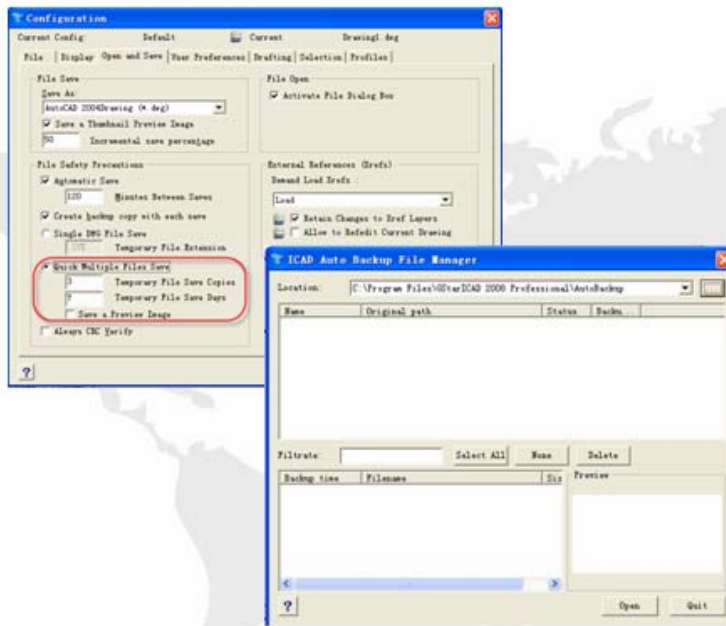 Configuration
Current Config: Default Current Drawing1.dwg
File Display Open and Save User Preferences Drafting Selection Profiles
File Save
Save As:
AutoCAD 2004Drawing (*.dwg)
Save a Thumbnail Preview Image
50 Incremental save percentage
File Open
Activate File Dialog Box
File Safety Precautions
Automatic Save
120 Minutes Between Saves
Create backup copy with each save
Single DWG File Save
Temporary File Extension
Quick Multiple Files Save
3 Temporary File Save Copies
7 Temporary File Save Days
Save a Preview Image
Always CRC Verify
External References (Xrefs)
Demand Load Xrefs
Load
Retain Changes to Xref Layers
Allow to Refedit Current Drawing
?
ICAD Auto Backup File Manager
Location: C:\Program Files\GStarICAD 2006 Professional\AutoBackup ...
Name Original path Status Backu...
Filtrate: Select All None Delete
Backup time Filename Siz Preview
? Open Quit